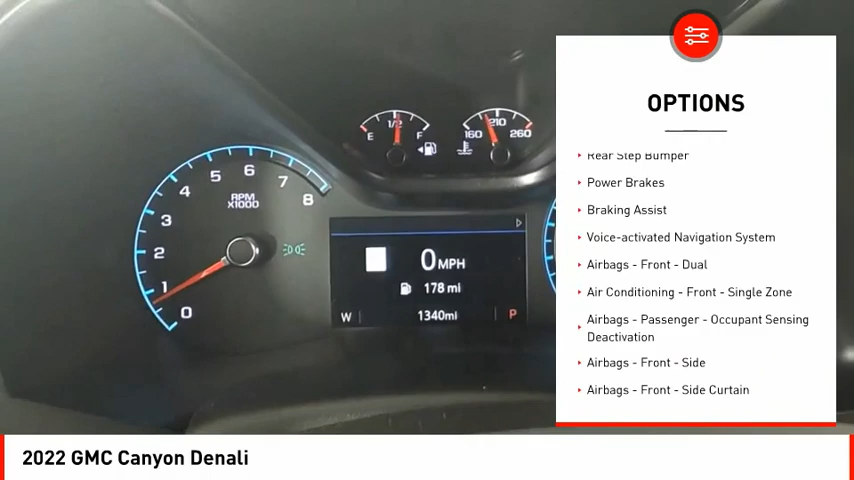 E
1/2
F
160
210
260
0
1
2
3
4
5
6
7
8
RPM
X1000
0 MPH
178 mi
W
1340mi
P
OPTIONS
Rear Step Bumper
Power Brakes
Braking Assist
Voice-activated Navigation System
Airbags - Front - Dual
Air Conditioning - Front - Single Zone
Airbags - Passenger - Occupant Sensing
Deactivation
Airbags - Front - Side
Airbags - Front - Side Curtain
2022 GMC Canyon Denali